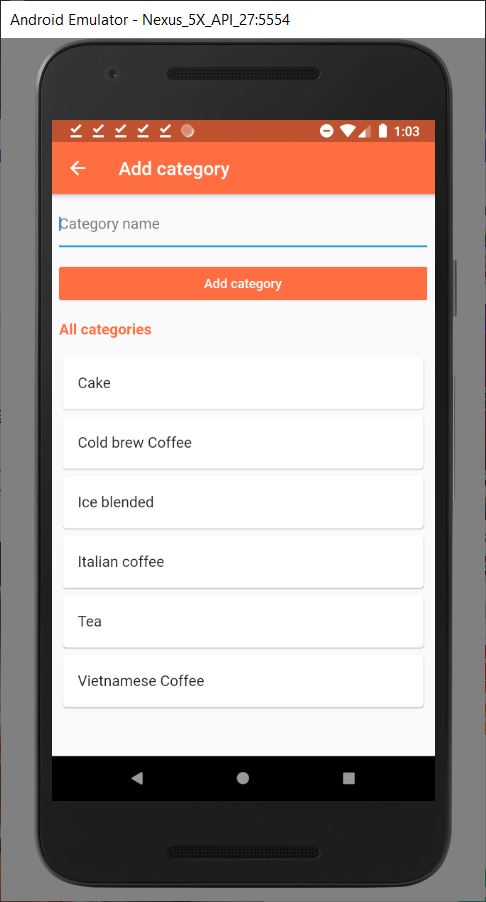 Android Emulator - Nexus_5X_API_27:5554
1:03
Add category
Category name
Add category
All categories
Cake
Cold brew Coffee
Ice blended
Italian coffee
Tea
Vietnamese Coffee